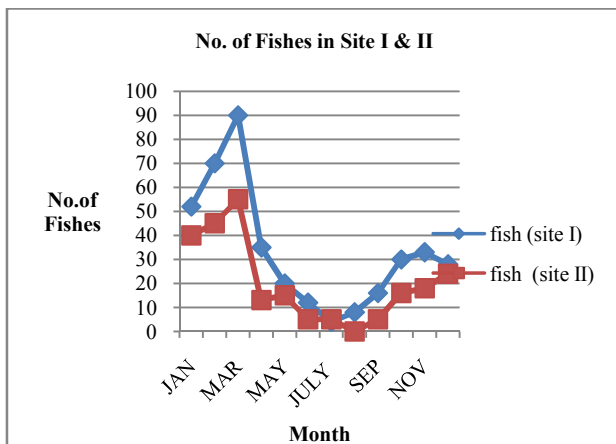 No. of Fishes in Site I & II
100
90
80
70
60
50
40
30
20
10
0
No.of
Fishes
fish (site I)
fish (site II)
JAN
MAR
MAY
JULY
SEP
NOV
Month